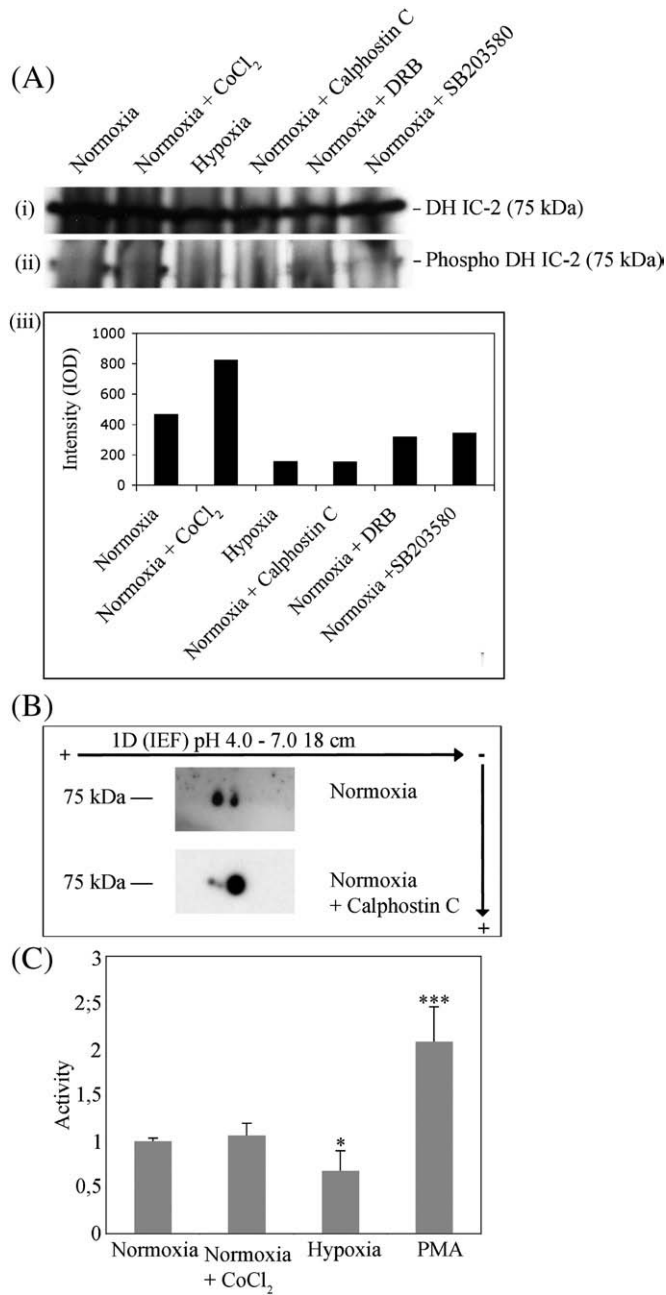 (A)
Normoxia
Normoxia + CoCl₂
Hypoxia
Normoxia + Calphostin C
Normoxia + DRB
Normoxia + SB203580
(i)
- DH IC-2 (75 kDa)
(ii)
- Phospho DH IC-2 (75 kDa)
(iii)
Intensity (IOD)
1000
800
600
400
200
0
Normoxia
Normoxia + CoCl₂
Hypoxia
Normoxia + Calphostin C
Normoxia + DRB
Normoxia +SB203580
(B)
1D (IEF) pH 4.0 - 7.0 18 cm
+
-
75 kDa —
Normoxia
75 kDa —
Normoxia
+ Calphostin C
+
(C)
Activity
3
2;5
2
1,5
1
0,5
0
*
***
Normoxia
Normoxia
+ CoCl₂
Hypoxia
PMA